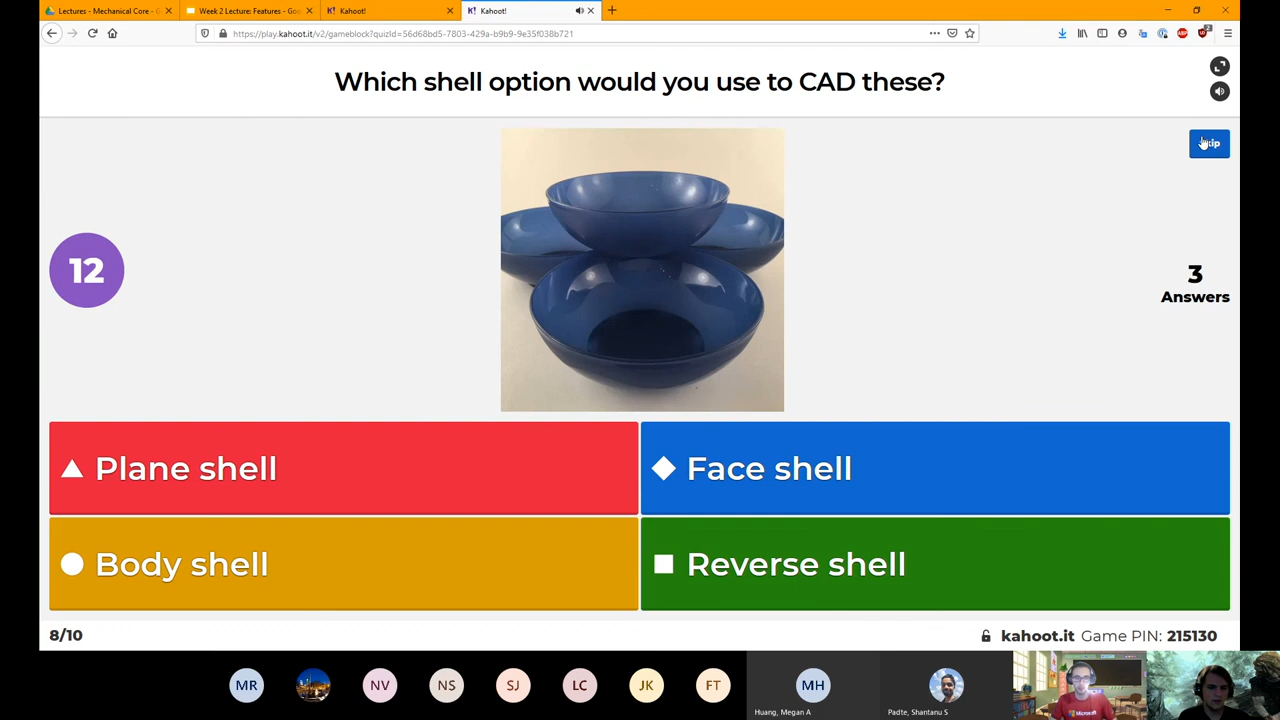 Lectures - Mechanical Core - G
Week 2 Lecture: Features - Goo
Kahoot!
K! Kahoot!
https://play.kahoot.it/v2/gameblock?quizId=56d68bd5-7803-429a-b9b9-9e35f038b721
Which shell option would you use to CAD these?
12
3
Answers
Plane shell
Face shell
Body shell
Reverse shell
8/10
kahoot.it Game PIN: 215130
MR
NV
NS
SJ
LC
JK
FT
MH
Huang, Megan A
Padte, Shantanu S
Microsoft